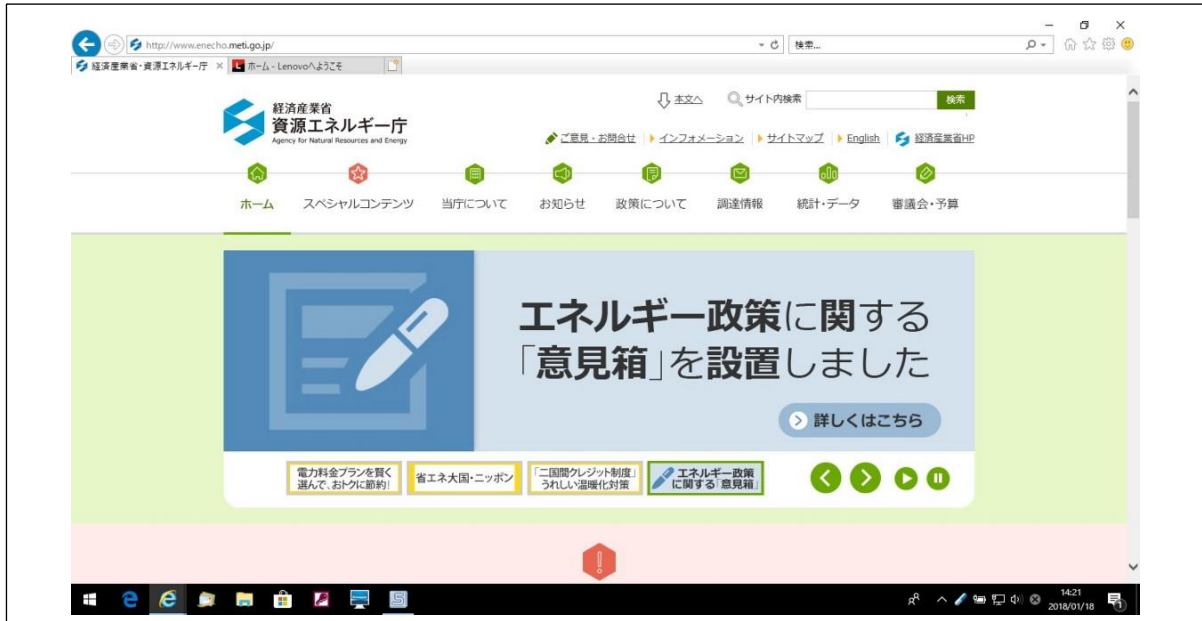 http://www.enecho.meti.go.jp/
検索...
経済産業省・資源エネルギー庁
ホーム - Lenovoへようこそ
経済産業省
資源エネルギー庁
Agency for Natural Resources and Energy
本文へ
サイト内検索
検索
ご意見・お問合せ
インフォメーション
サイトマップ
English
経済産業省HP
ホーム
スペシャルコンテンツ
当庁について
お知らせ
政策について
調達情報
統計・データ
審議会・予算
エネルギー政策に関する
「意見箱」を設置しました
詳しくはこちら
電力料金プランを賢く
選んで、おトクに節約!
省エネ大国・ニッポン
「二国間クレジット制度」
うれしい温暖化対策
エネルギー政策
に関する「意見箱」
14:21
2018/01/18